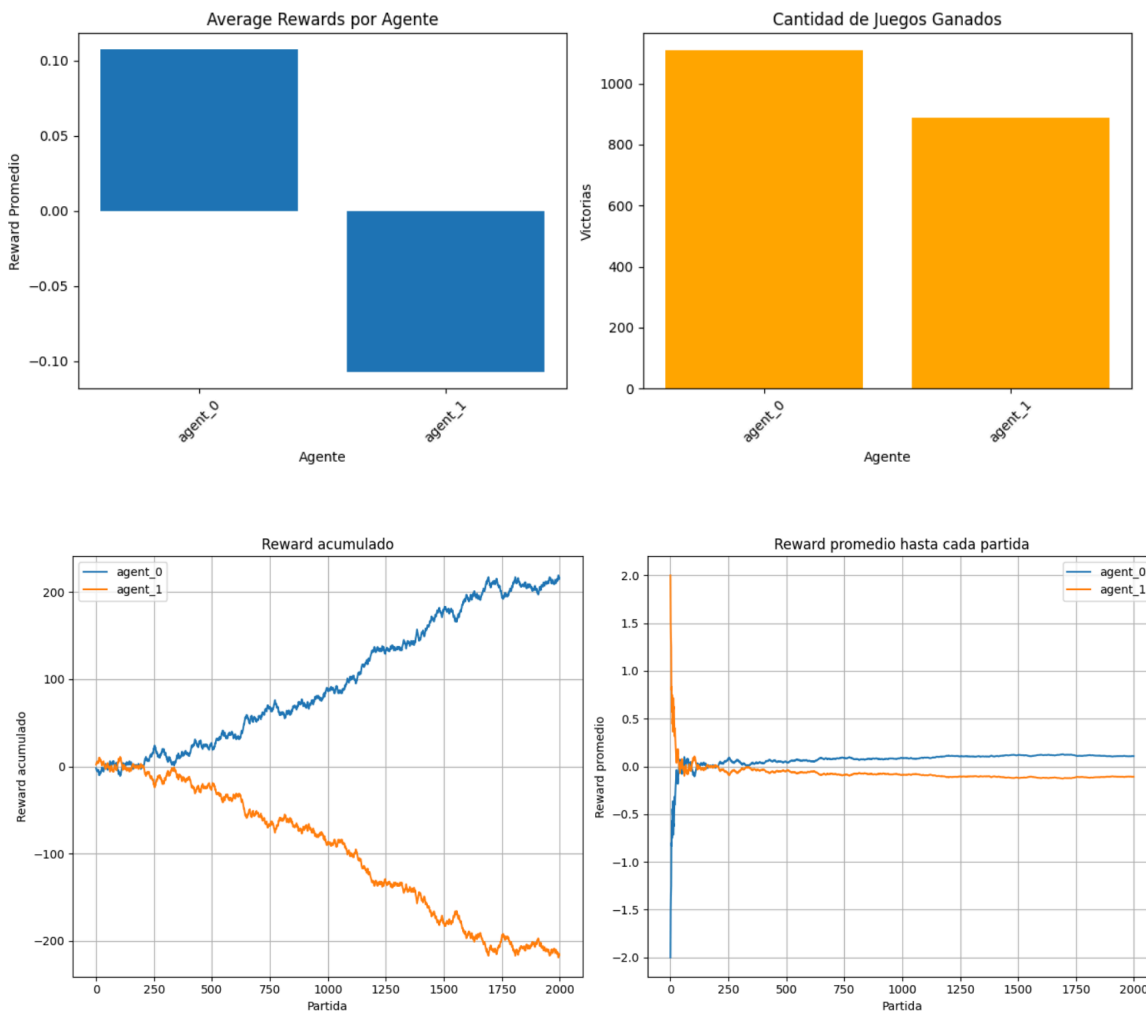 Average Rewards por Agente
Reward Promedio
0.10
0.05
0.00
−0.05
−0.10
agent_0
agent_1
Agente
Cantidad de Juegos Ganados
Victorias
1000
800
600
400
200
0
agent_0
agent_1
Agente
Reward acumulado
agent_0
agent_1
Reward acumulado
200
100
0
−100
−200
0
250
500
750
1000
1250
1500
1750
2000
Partida
Reward promedio hasta cada partida
agent_0
agent_1
Reward promedio
2.0
1.5
1.0
0.5
0.0
−0.5
−1.0
−1.5
−2.0
0
250
500
750
1000
1250
1500
1750
2000
Partida